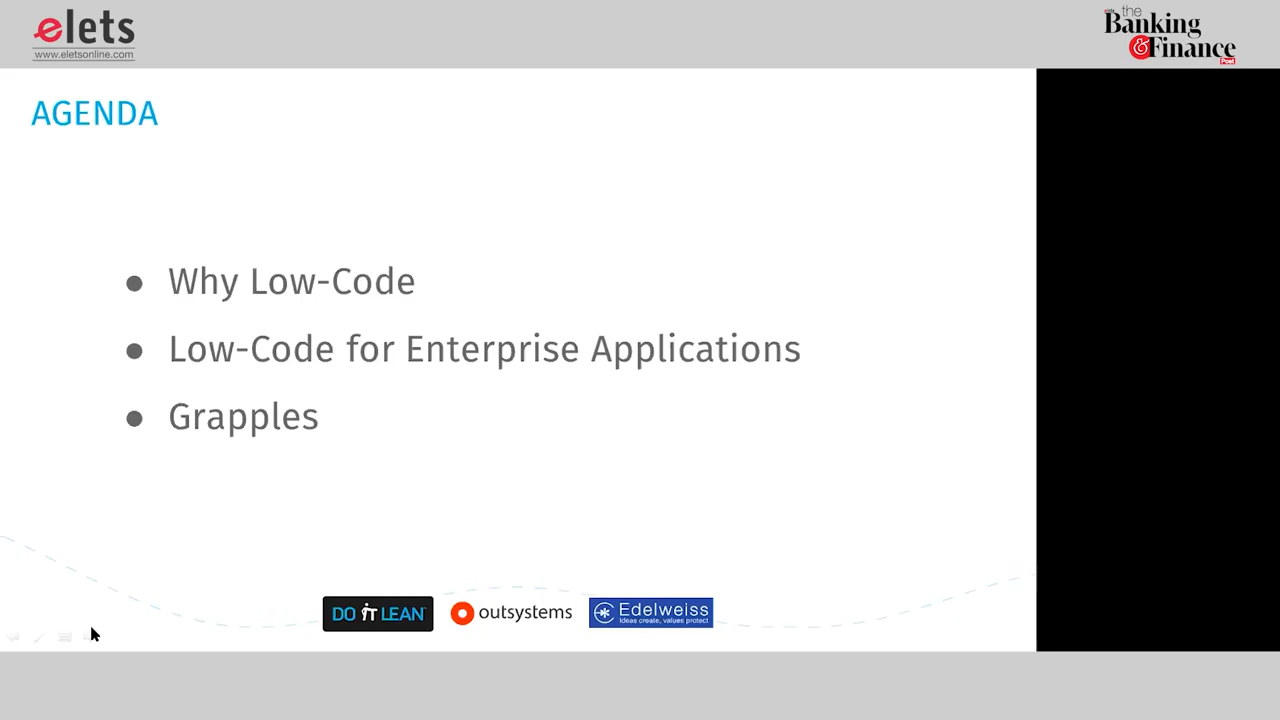 elets
www.eletsonline.com
elets the
Banking
&Finance
Post
AGENDA
● Why Low-Code
● Low-Code for Enterprise Applications
● Grapples
DO iT LEAN
outsystems
Edelweiss
Ideas create, values protect